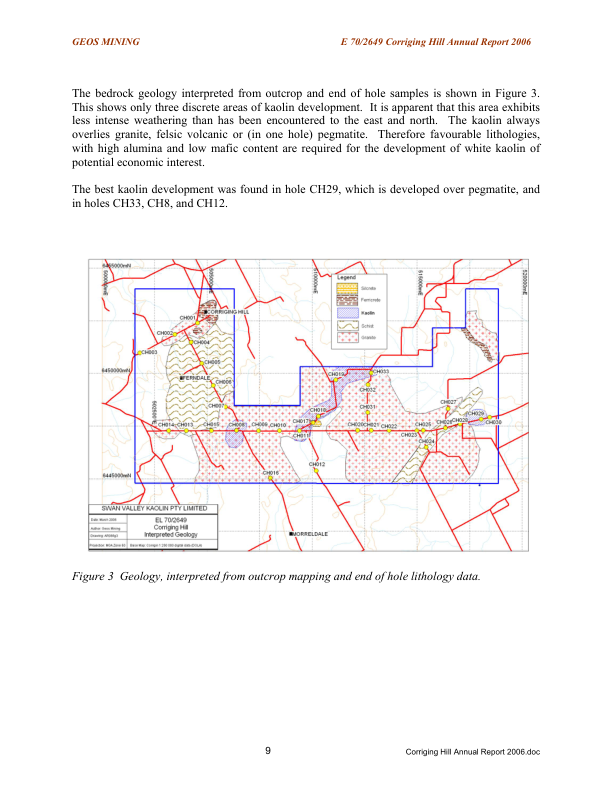 GEOS MINING E 70/2649 Corriging Hill Annual Report 2006
The bedrock geology interpreted from outcrop and end of hole samples is shown in Figure 3.
This shows only three discrete areas of kaolin development. It is apparent that this area exhibits
less intense weathering than has been encountered to the east and north. The kaolin always
overlies granite, felsic volcanic or (in one hole) pegmatite. Therefore favourable lithologies,
with high alumina and low mafic content are required for the development of white kaolin of
potential economic interest.
The best kaolin development was found in hole CH29, which is developed over pegmatite, and
in holes CH33, CH8, and CH12.
6455000mN
510000mE
515000mE
520000mE
Legend
Kaolin
Schist
Granite
CORRIGING HILL
CH001
CH002
CH003
CH004
6450000mN
CH005
FERNDALE
CH006
CH007
CH019
CH033
CH032
CH031
CH018
CH017
CH011
CH014 CH013 CH015 CH008 CH009 CH010
CH020 CH021 CH022
CH023
CH025
CH024
CH027
CH026 CH028
CH029
CH030
6445000mN
CH016
CH012
MORRELDALE
SWAN VALLEY KAOLIN PTY LIMITED
EL 70/2649
Corriging Hill
Interpreted Geology
Author: Geos Mining
Figure 3 Geology, interpreted from outcrop mapping and end of hole lithology data.
9
Corriging Hill Annual Report 2006.doc